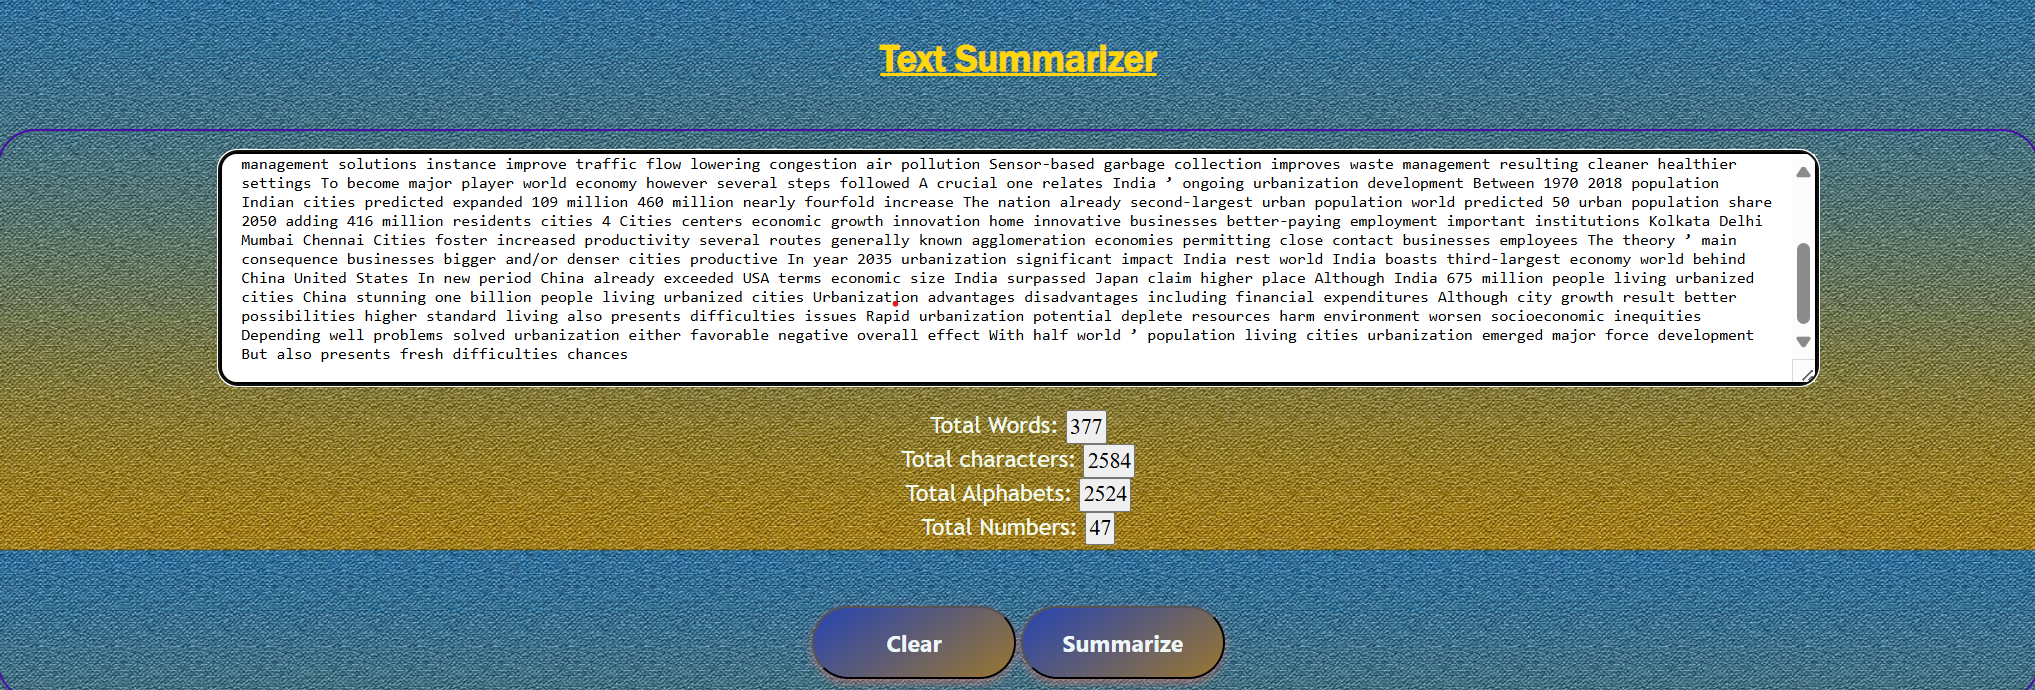 Text Summarizer
management solutions instance improve traffic flow lowering congestion air pollution Sensor-based garbage collection improves waste management resulting cleaner healthier
settings To become major player world economy however several steps followed A crucial one relates India ’ ongoing urbanization development Between 1970 2018 population
Indian cities predicted expanded 109 million 460 million nearly fourfold increase The nation already second-largest urban population world predicted 50 urban population share
2050 adding 416 million residents cities 4 Cities centers economic growth innovation home innovative businesses better-paying employment important institutions Kolkata Delhi
Mumbai Chennai Cities foster increased productivity several routes generally known agglomeration economies permitting close contact businesses employees The theory ’ main
consequence businesses bigger and/or denser cities productive In year 2035 urbanization significant impact India rest world India boasts third-largest economy world behind
China United States In new period China already exceeded USA terms economic size India surpassed Japan claim higher place Although India 675 million people living urbanized
cities China stunning one billion people living urbanized cities Urbanization advantages disadvantages including financial expenditures Although city growth result better
possibilities higher standard living also presents difficulties issues Rapid urbanization potential deplete resources harm environment worsen socioeconomic inequities
Depending well problems solved urbanization either favorable negative overall effect With half world ’ population living cities urbanization emerged major force development
But also presents fresh difficulties chances
Total Words: 377
Total characters: 2584
Total Alphabets: 2524
Total Numbers: 47
Clear Summarize